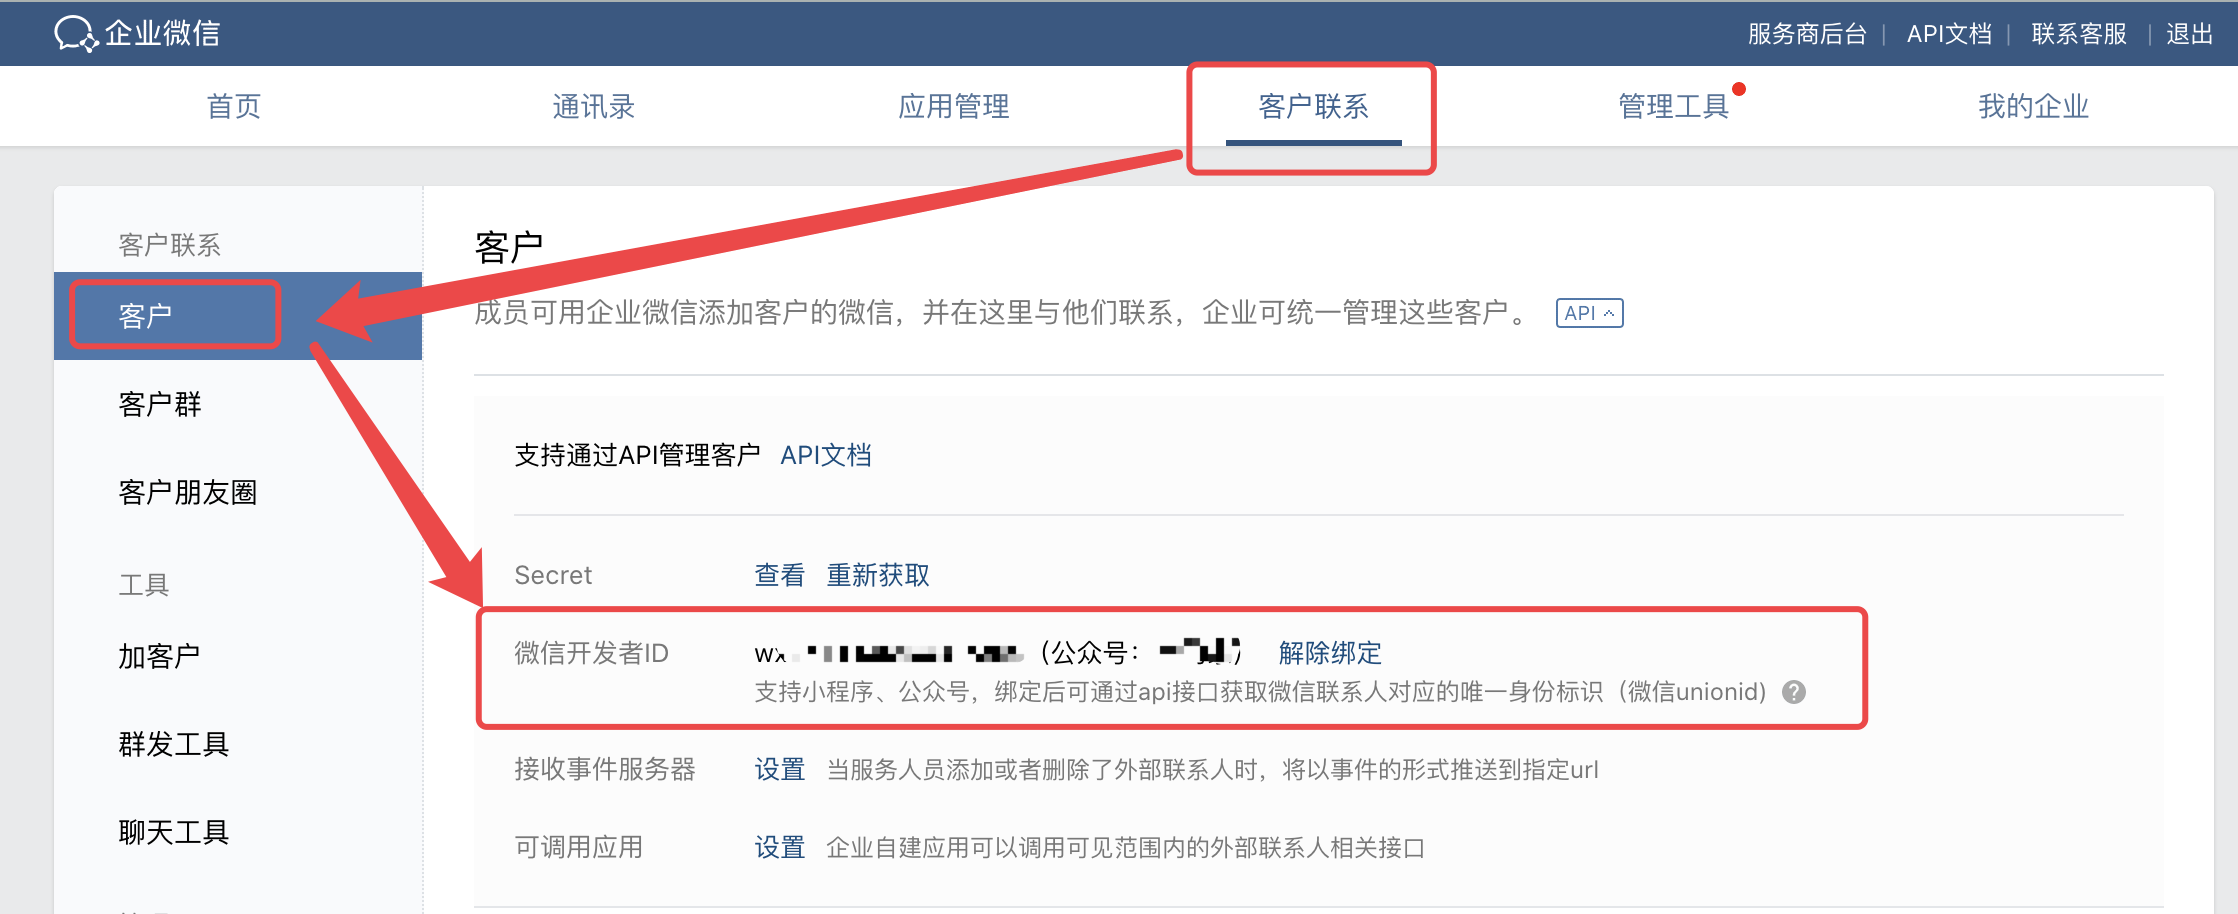 企业微信
服务商后台 | API文档 | 联系客服 | 退出
首页 通讯录 应用管理 客户联系 管理工具 我的企业
客户联系
客户
客户群
客户朋友圈
工具
加客户
群发工具
聊天工具
客户
成员可用企业微信添加客户的微信，并在这里与他们联系，企业可统一管理这些客户。 API
支持通过API管理客户 API文档
Secret 查看 重新获取
微信开发者ID wx （公众号： ） 解除绑定
支持小程序、公众号，绑定后可通过api接口获取微信联系人对应的唯一身份标识（微信unionid) ?
接收事件服务器 设置 当服务人员添加或者删除了外部联系人时，将以事件的形式推送到指定url
可调用应用 设置 企业自建应用可以调用可见范围内的外部联系人相关接口